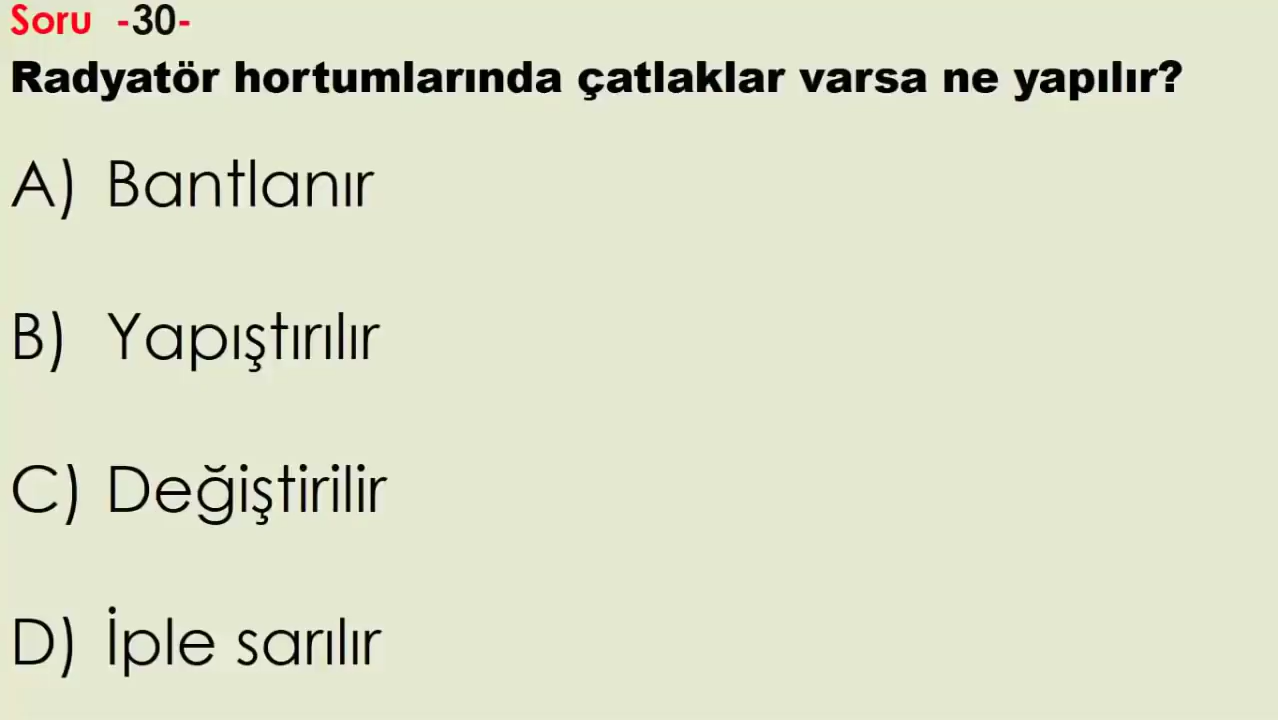 Soru -30-
Radyatör hortumlarında çatlaklar varsa ne yapılır?
A) Bantlanır
B) Yapıştırılır
C) Değiştirilir
D) İple sarılır